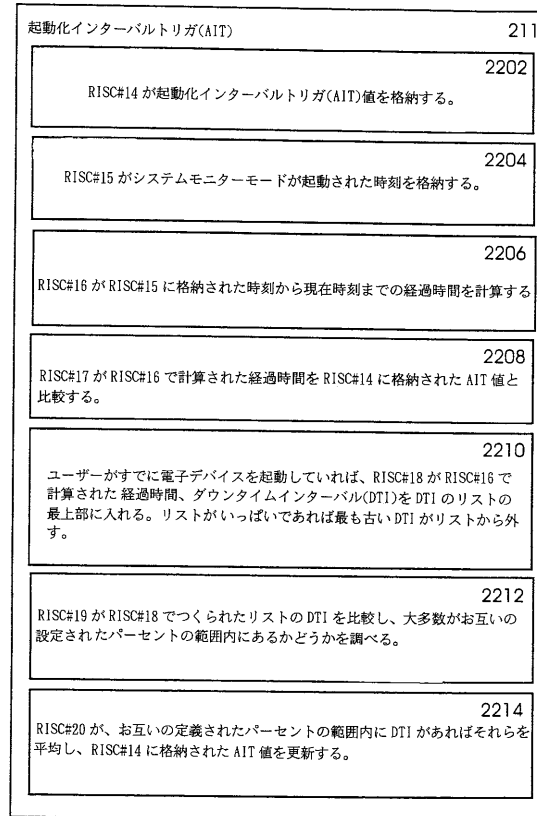 起動化インターバルトリガ(AIT)
211
2202
RISC#14 が起動化インターバルトリガ(AIT)値を格納する。
2204
RISC#15 がシステムモニターモードが起動された時刻を格納する。
2206
RISC#16 が RISC#15 に格納された時刻から現在時刻までの経過時間を計算する
2208
RISC#17 が RISC#16 で計算された経過時間を RISC#14 に格納された AIT 値と
比較する。
2210
ユーザーがすでに電子デバイスを起動していれば、RISC#18 が RISC#16 で
計算された 経過時間、ダウンタイムインターバル(DTI)を DTI のリストの
最上部に入れる。リストが いっぱいであれば最も古い DTI がリストから外
す。
2212
RISC#19 が RISC#18 でつくられたリストの DTI を比較し、大多数がお互いの
設定されたパーセントの範囲内にあるかどうかを調べる。
2214
RISC#20 が、お互いの定義されたパーセントの範囲内に DTI があればそれらを
平均し、RISC#14 に格納された AIT 値を更新する。